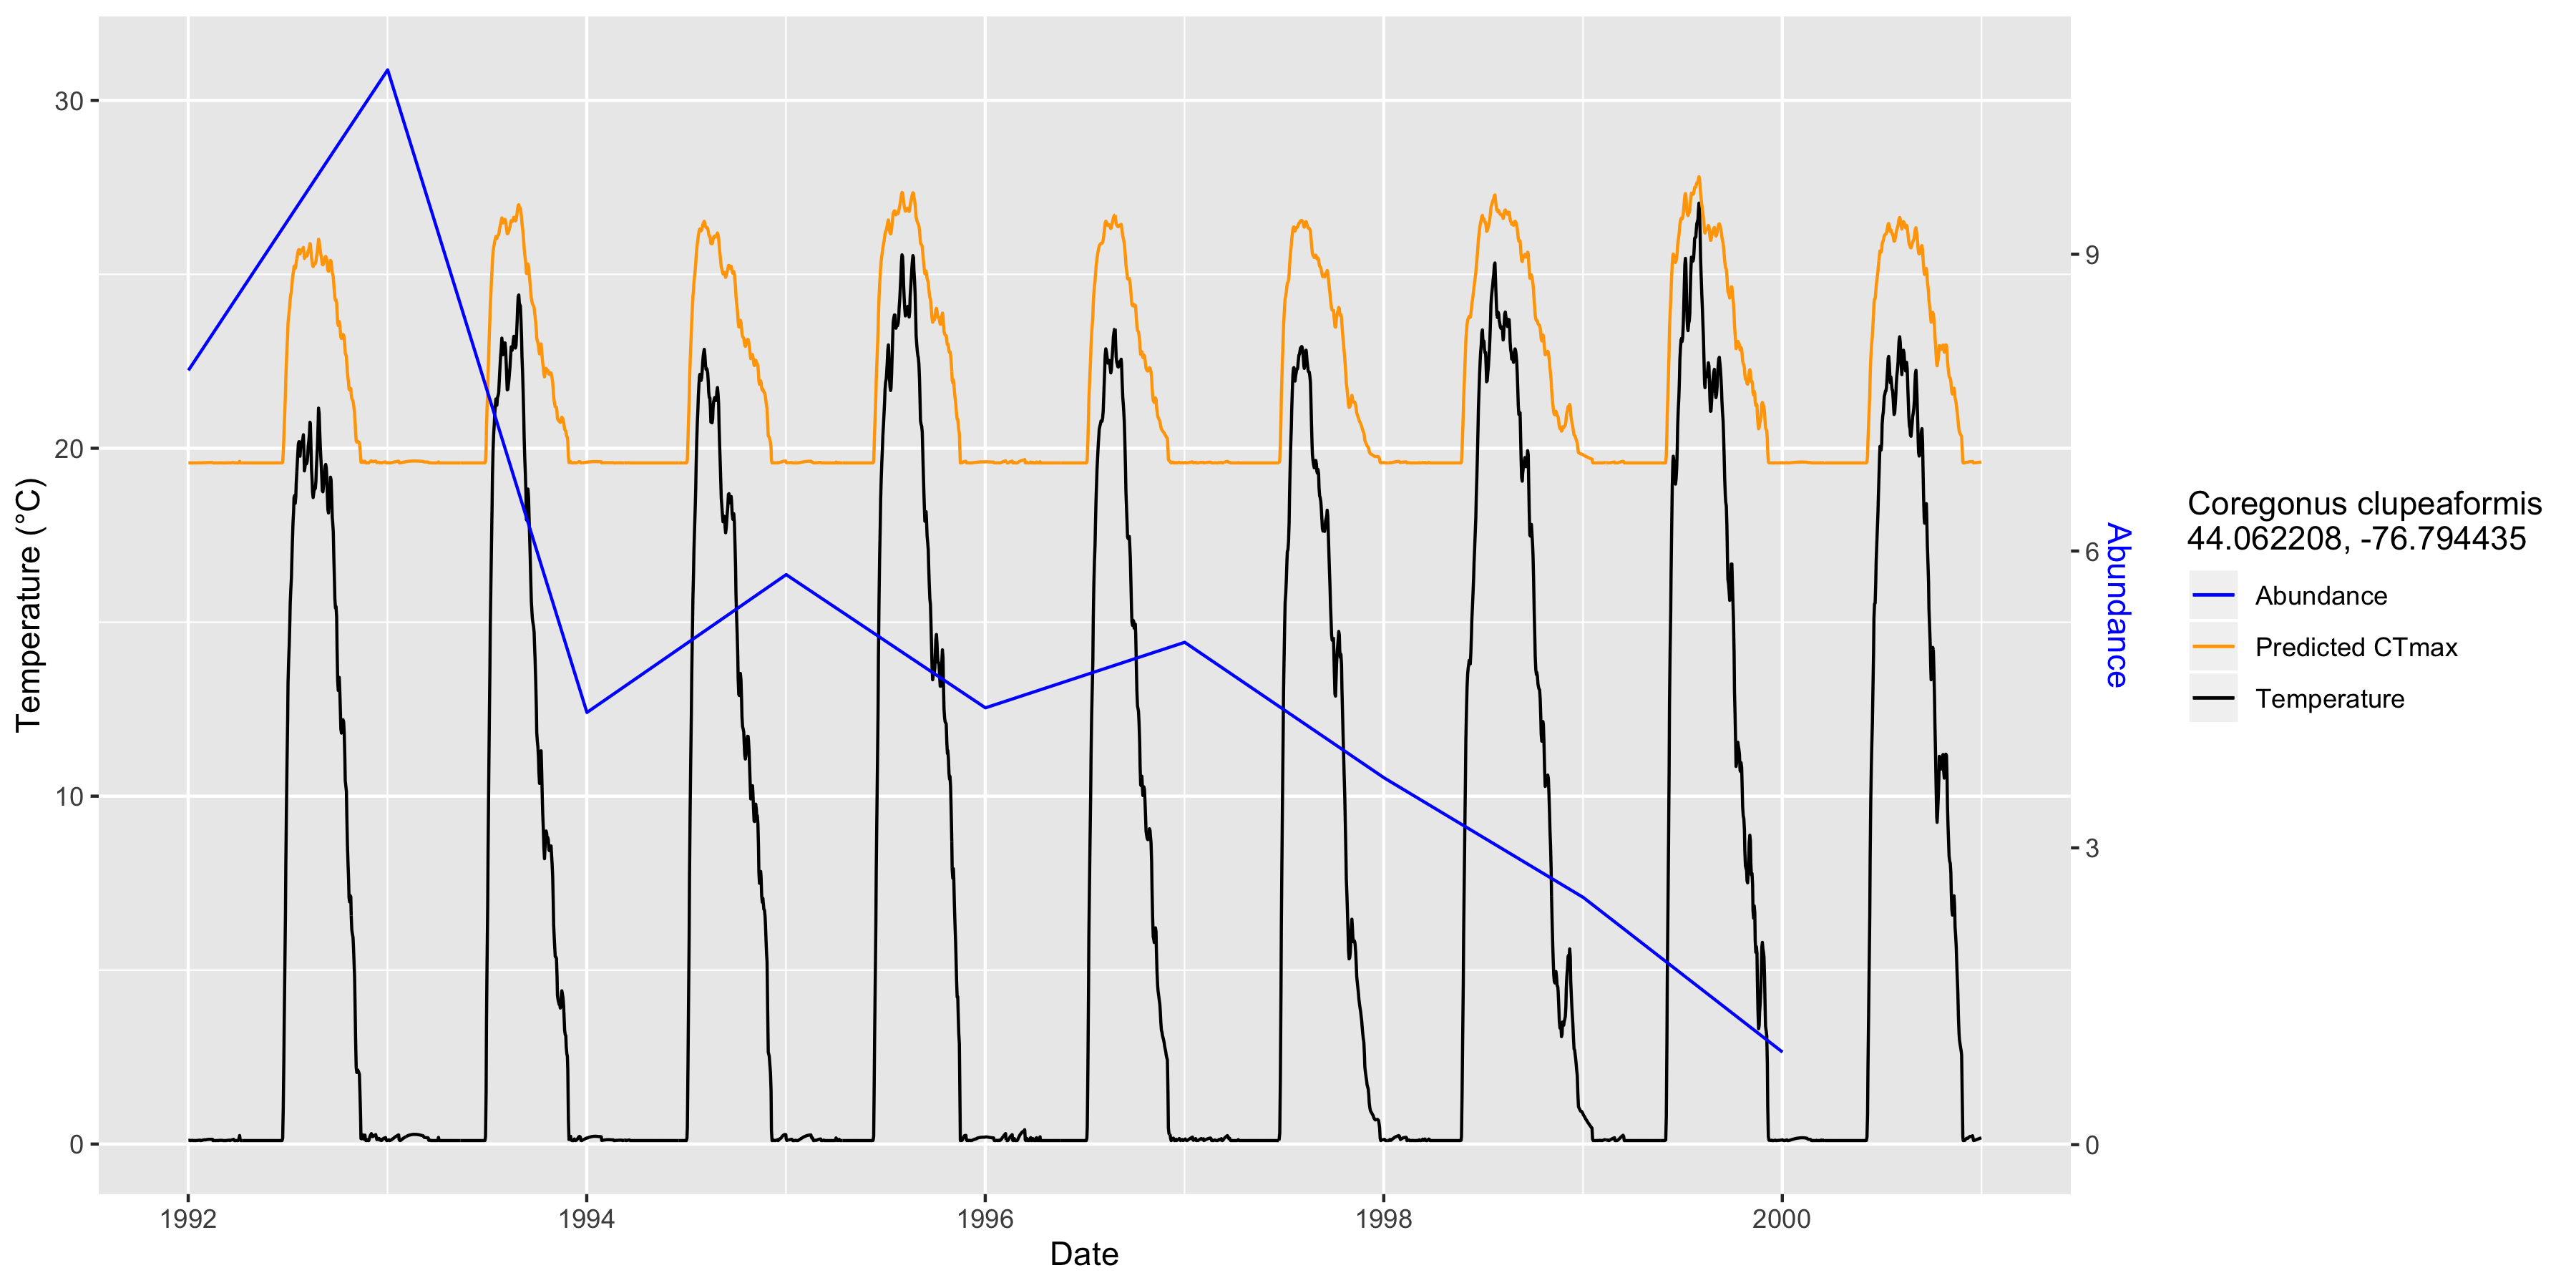 30
20
10
0
Temperature (°C)
1992
1994
1996
1998
2000
Date
9
6
3
0
Abundance
Coregonus clupeaformis
44.062208, -76.794435
Abundance
Predicted CTmax
Temperature